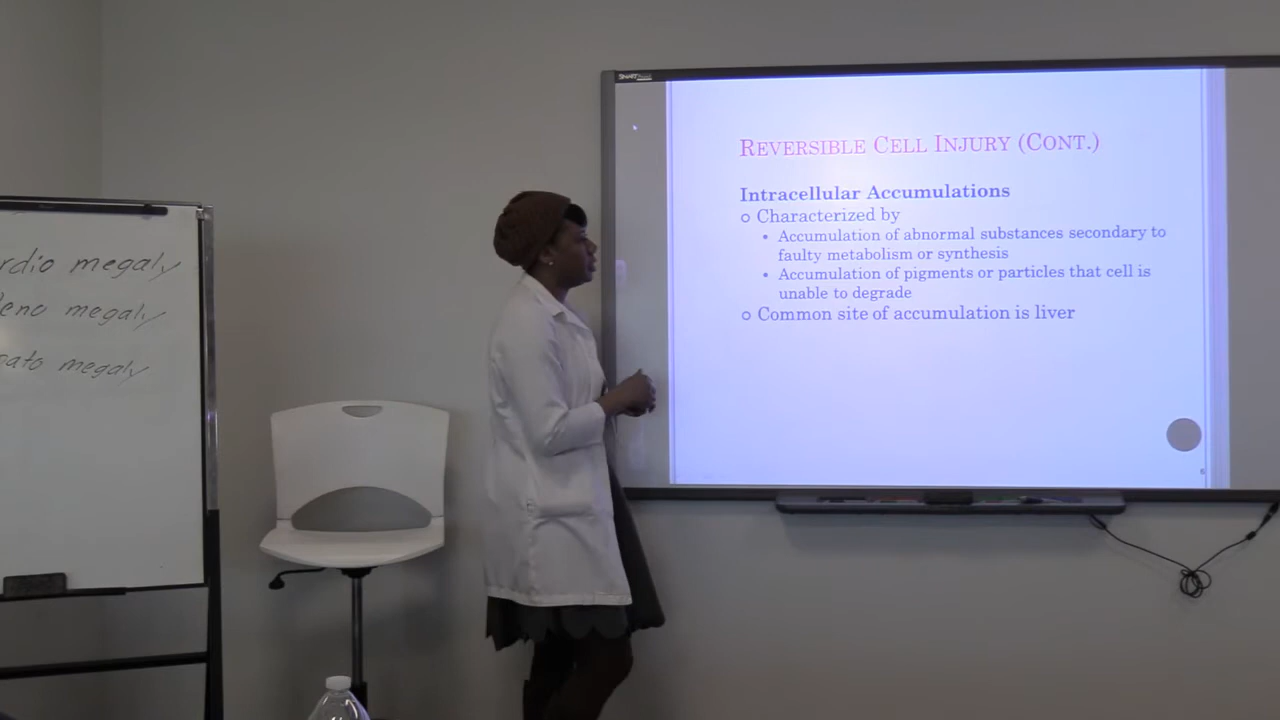 rdio megaly
leno megaly
pato megaly
SMART
REVERSIBLE CELL INJURY (CONT.)
Intracellular Accumulations
Characterized by
Accumulation of abnormal substances secondary to
faulty metabolism or synthesis
Accumulation of pigments or particles that cell is
unable to degrade
Common site of accumulation is liver